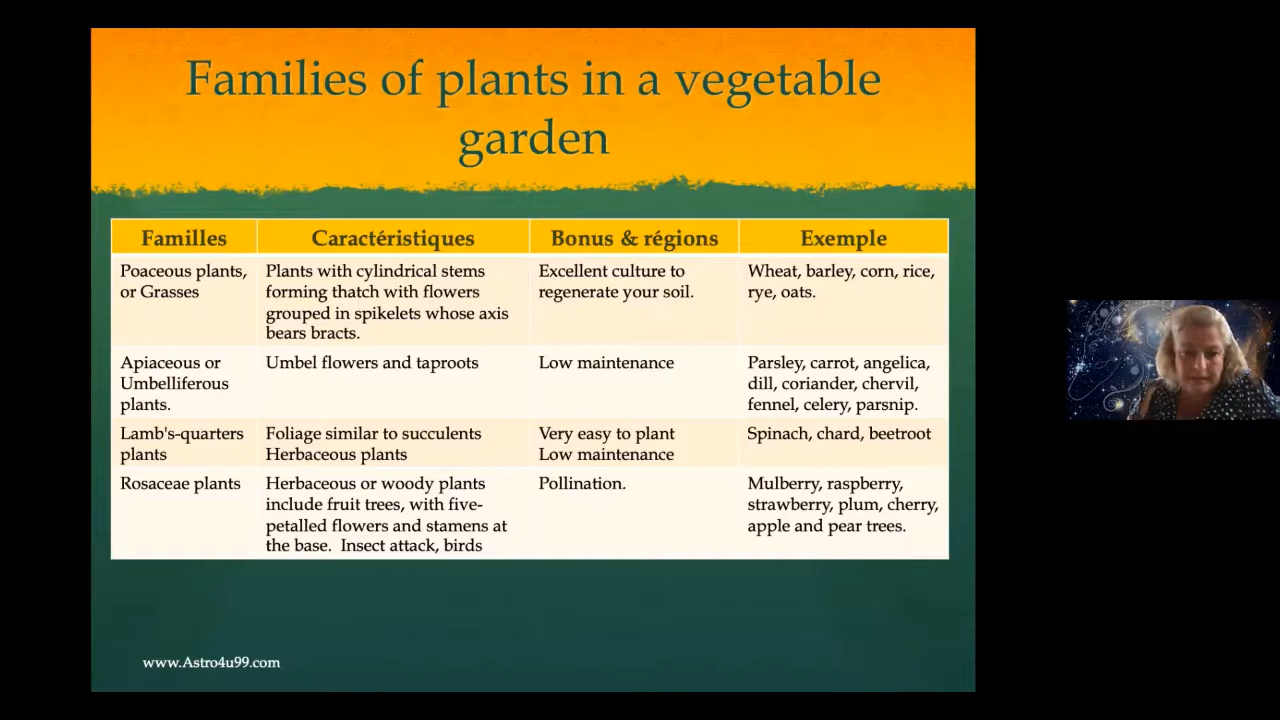 Families of plants in a vegetable
garden
Familles
Caractéristiques
Bonus & régions
Exemple
Poaceous plants,
or Grasses
Plants with cylindrical stems
forming thatch with flowers
grouped in spikelets whose axis
bears bracts.
Excellent culture to
regenerate your soil.
Wheat, barley, corn, rice,
rye, oats.
Apiaceous or
Umbelliferous
plants.
Umbel flowers and taproots
Low maintenance
Parsley, carrot, angelica,
dill, coriander, chervil,
fennel, celery, parsnip.
Lamb's-quarters
plants
Foliage similar to succulents
Herbaceous plants
Very easy to plant
Low maintenance
Spinach, chard, beetroot
Rosaceae plants
Herbaceous or woody plants
include fruit trees, with five-
petalled flowers and stamens at
the base.  Insect attack, birds
Pollination.
Mulberry, raspberry,
strawberry, plum, cherry,
apple and pear trees.
www.Astro4u99.com